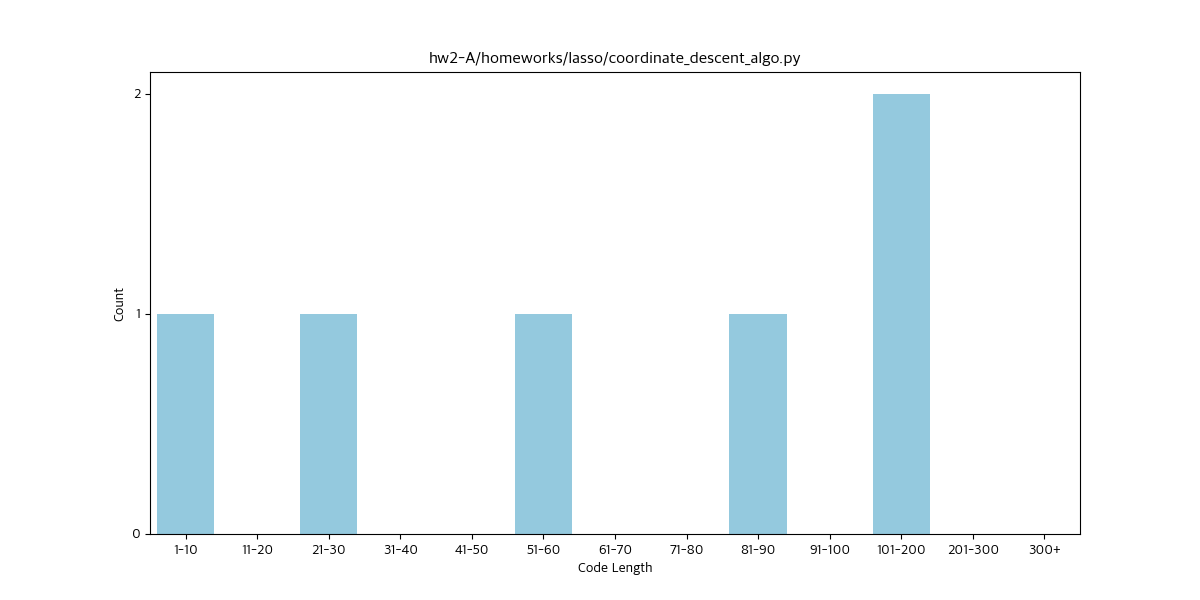 hw2-A/homeworks/lasso/coordinate_descent_algo.py
Count
2
1
0
1-10 11-20 21-30 31-40 41-50 51-60 61-70 71-80 81-90 91-100 101-200 201-300 300+
Code Length